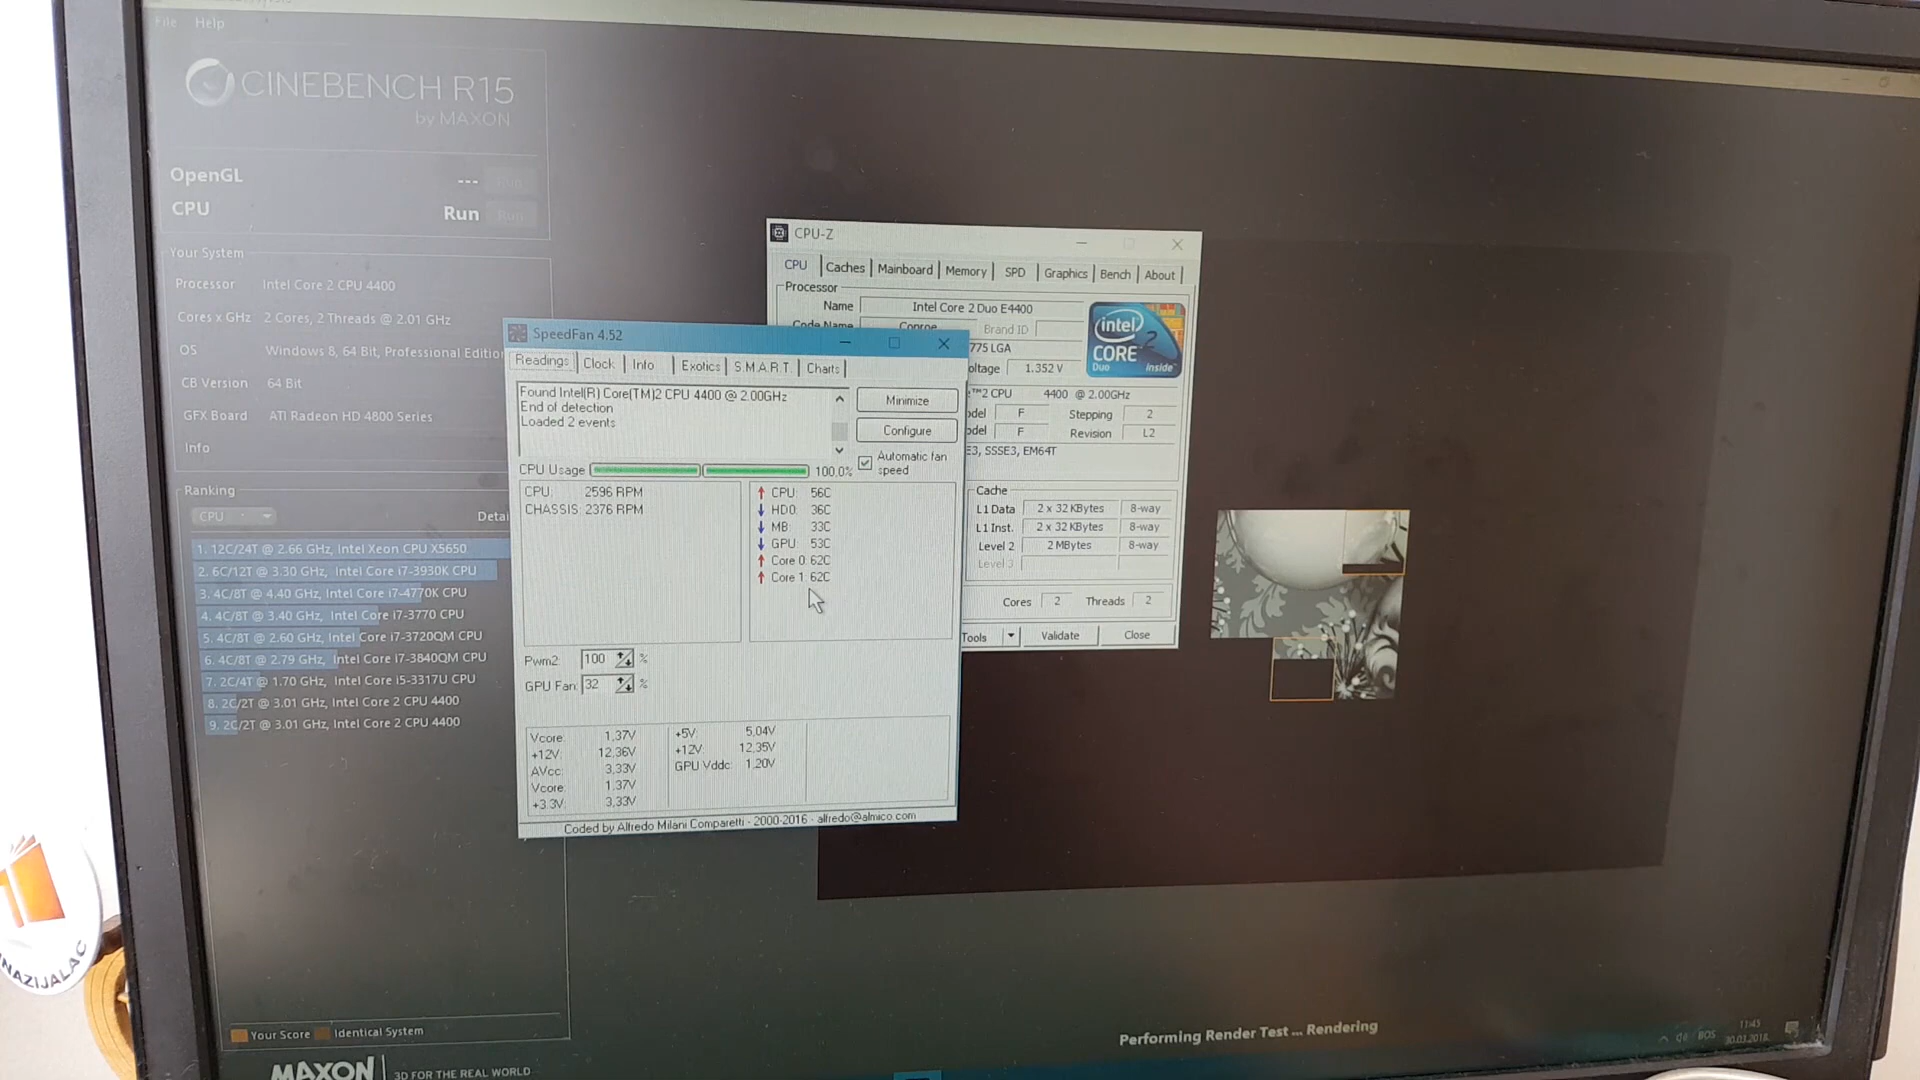 File Help
CINEBENCH R15
by MAXON
OpenGL --- Run
CPU Run Run
Your System
Processor Intel Core 2 CPU 4400
Cores x GHz 2 Cores, 2 Threads @ 2.01 GHz
OS Windows 8, 64 Bit, Professional Edition
CB Version 64 Bit
GFX Board ATI Radeon HD 4800 Series
Info
Ranking
CPU Detai
1. 12C/24T @ 2.66 GHz, Intel Xeon CPU X5650
2. 6C/12T @ 3.30 GHz, Intel Core i7-3930K CPU
3. 4C/8T @ 4.40 GHz, Intel Core i7-4770K CPU
4. 4C/8T @ 3.40 GHz, Intel Core i7-3770 CPU
5. 4C/8T @ 2.60 GHz, Intel Core i7-3720QM CPU
6. 4C/8T @ 2.79 GHz, Intel Core i7-3840QM CPU
7. 2C/4T @ 1.70 GHz, Intel Core i5-3317U CPU
8. 2C/2T @ 3.01 GHz, Intel Core 2 CPU 4400
9. 2C/2T @ 3.01 GHz, Intel Core 2 CPU 4400
Your Score Identical System
MAXON 3D FOR THE REAL WORLD
SpeedFan 4.52
Readings Clock Info Exotics S.M.A.R.T. Charts
Found Intel(R) Core(TM)2 CPU 4400 @ 2.00GHz
End of detection
Loaded 2 events
Minimize
Configure
Automatic fan
speed
CPU Usage 100,0%
CPU: 2596 RPM
CHASSIS: 2376 RPM
CPU: 56C
HD0: 36C
MB: 33C
GPU: 53C
Core 0: 62C
Core 1: 62C
Pwm2: 100 %
GPU Fan: 32 %
Vcore: 1,37V
+12V: 12,36V
AVcc: 3,33V
Vcore: 1,37V
+3.3V: 3,33V
+5V: 5,04V
+12V: 12,35V
GPU Vddc: 1,20V
Coded by Alfredo Milani Comparetti - 2000-2016 - alfredo@almico.com
CPU-Z
CPU Caches Mainboard Memory SPD Graphics Bench About
Processor
Name Intel Core 2 Duo E4400
Code Name Conroe Brand ID
775 LGA
oltage 1.352 V
intel CORE 2 Duo inside™
™2 CPU 4400 @ 2.00GHz
F Stepping 2
del F Revision L2
E3, SSSE3, EM64T
Cache
L1 Data 2 x 32 KBytes 8-way
L1 Inst. 2 x 32 KBytes 8-way
Level 2 2 MBytes 8-way
Level 3
Cores 2 Threads 2
Tools Validate Close
Performing Render Test ... Rendering
BOS
11:45
30.03.2018.
NAZIJALAC